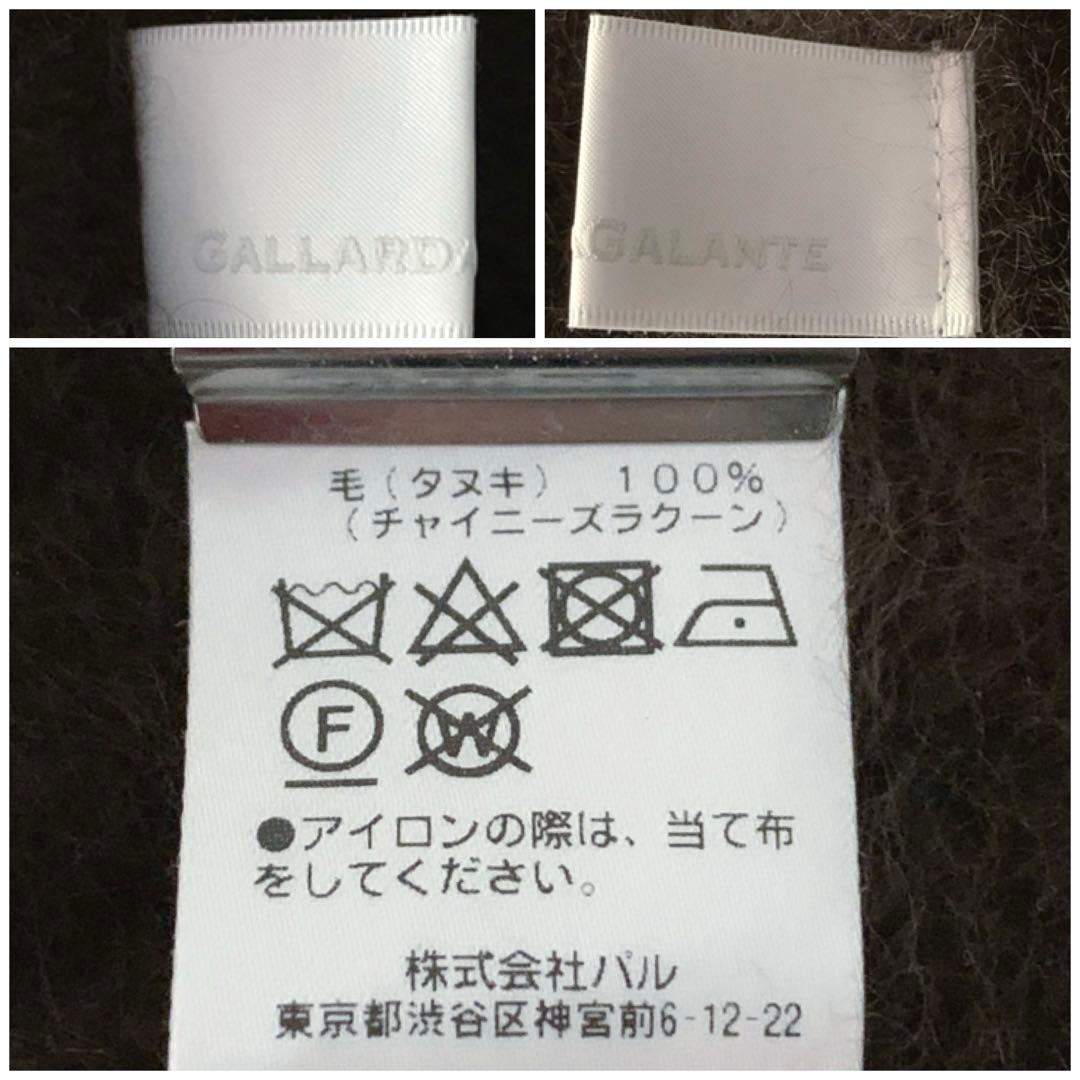 GALLARDA
AGALANTE
毛（タヌキ）　１００％
（チャイニーズラクーン）
F
W
●アイロンの際は、当て布
をしてください。
株式会社パル
東京都渋谷区神宮前6-12-22